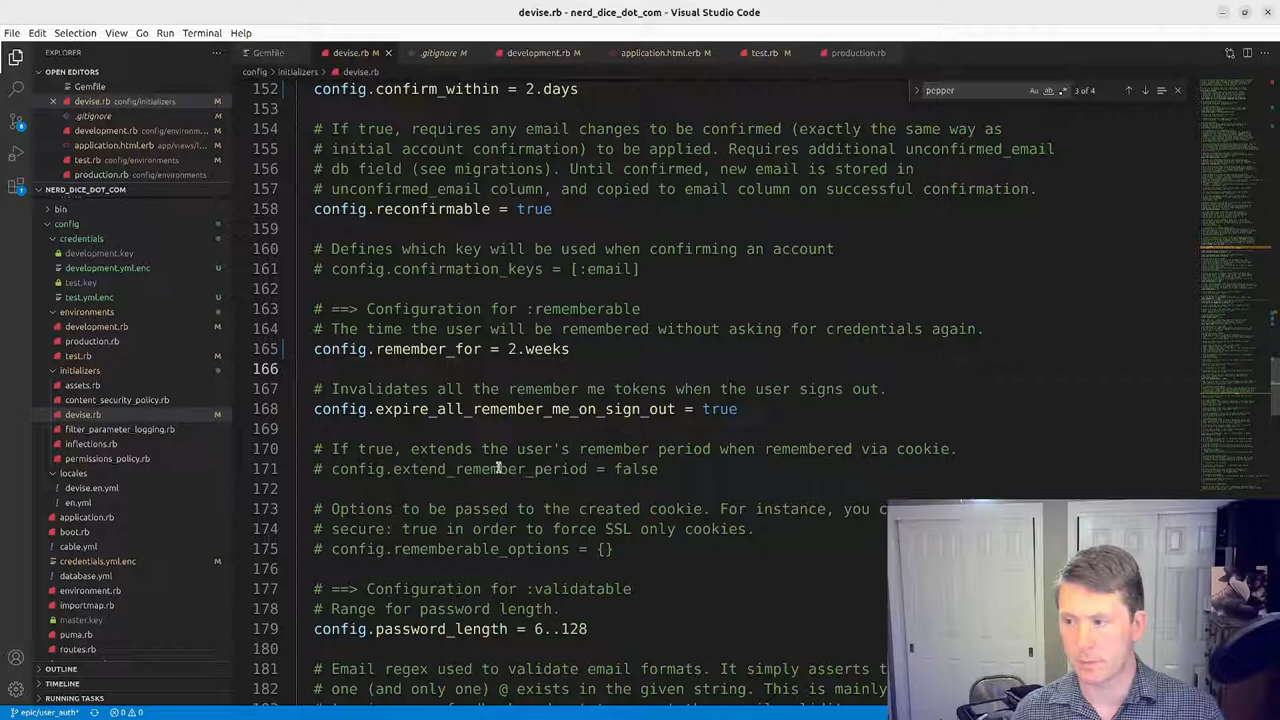 devise.rb - nerd_dice_dot_com - Visual Studio Code
File Edit Selection View Go Run Terminal Help
EXPLORER
Gemfile devise.rb M .gitignore M development.rb M application.html.erb M test.rb M production.rb
config initializers devise.rb
OPEN EDITORS
Gemfile
devise.rb config/initializers M
.gitignore M
development.rb config/environmen... M
application.html.erb app/views/l... M
test.rb config/environments M
production.rb config/environments
NERD_DICE_DOT_COM
bin
config
credentials
development.key
development.yml.enc U
test.key
test.yml.enc U
environments
development.rb M
production.rb
test.rb M
initializers
assets.rb
content_security_policy.rb
devise.rb M
filter_parameter_logging.rb
inflections.rb
permissions_policy.rb
locales
devise.en.yml
en.yml
application.rb
boot.rb
cable.yml
credentials.yml.enc M
database.yml
environment.rb
importmap.rb
master.key
puma.rb
routes.rb
OUTLINE
TIMELINE
RUNNING TASKS
pepper Aa ab .* 3 of 4
152 config.confirm_within = 2.days
153
154 # If true, requires any email changes to be confirmed (exactly the same way as
155 # initial account confirmation) to be applied. Requires additional unconfirmed_email
156 # db field (see migrations). Until confirmed, new email is stored in
157 # unconfirmed_email column, and copied to email column on successful confirmation.
158 config.reconfirmable = true
159
160 # Defines which key will be used when confirming an account
161 # config.confirmation_keys = [:email]
162
163 # ==> Configuration for :rememberable
164 # The time the user will be remembered without asking for credentials again.
165 config.remember_for = weeks
166
167 # Invalidates all the remember me tokens when the user signs out.
168 config.expire_all_remember_me_on_sign_out = true
169
170 # If true, extends the user's remember period when remembered via cookie.
171 # config.extend_remember_period = false
172
173 # Options to be passed to the created cookie. For instance, you c
174 # secure: true in order to force SSL only cookies.
175 # config.rememberable_options = {}
176
177 # ==> Configuration for :validatable
178 # Range for password length.
179 config.password_length = 6..128
180
181 # Email regex used to validate email formats. It simply asserts t
182 # one (and only one) @ exists in the given string. This is mainly
epic/user_auth* 0 0